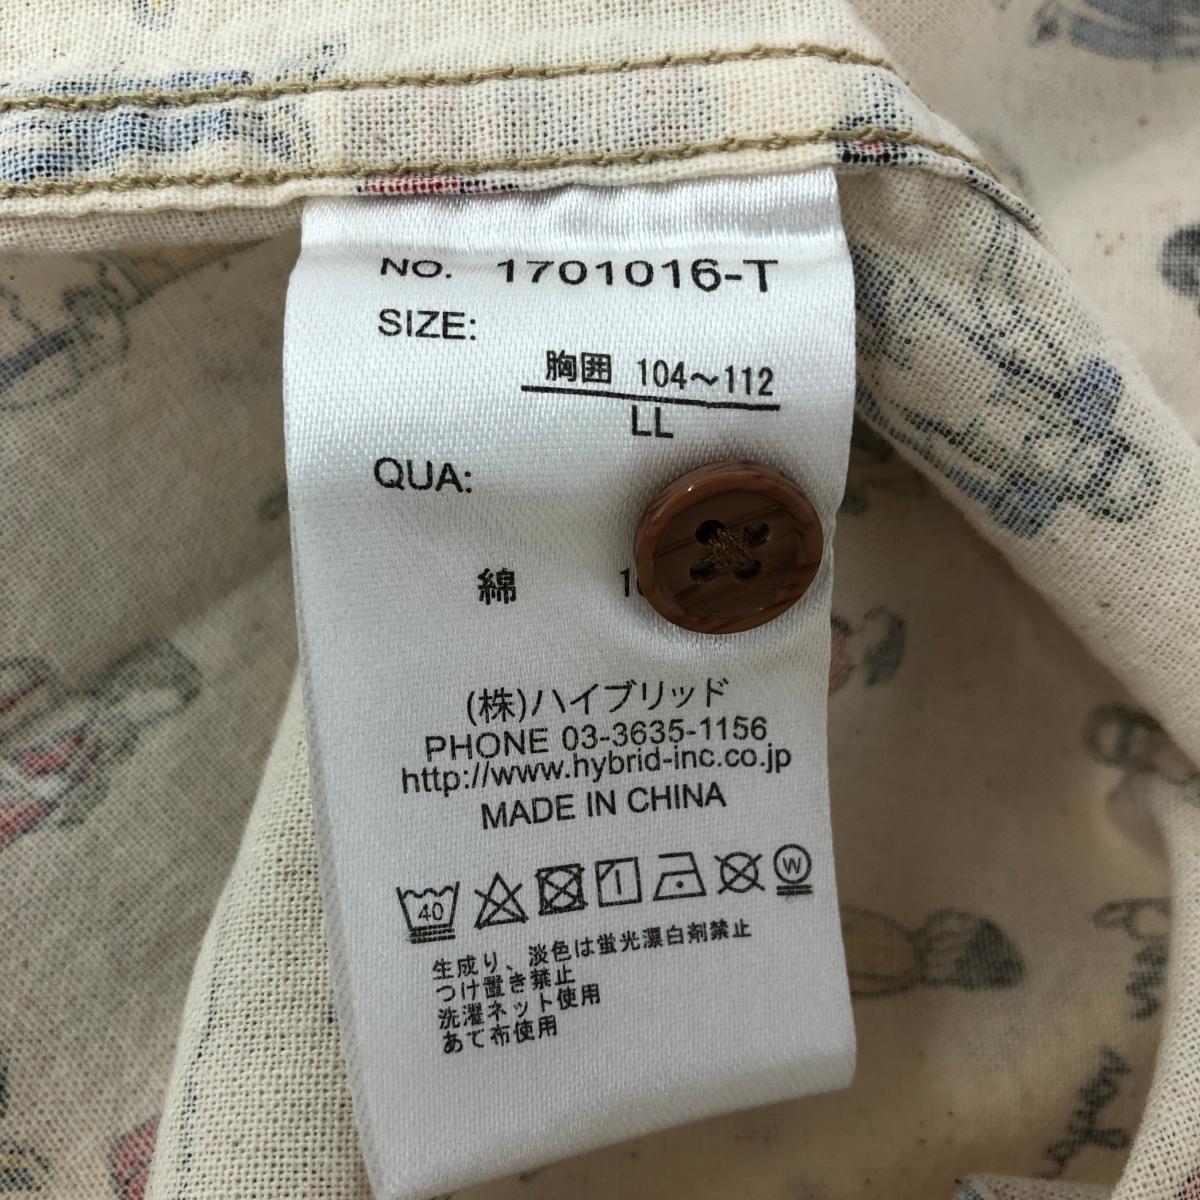 NO. 1701016-T
SIZE:
胸囲 104～112
LL
QUA:
綿
(株)ハイブリッド
PHONE 03-3635-1156
http://www.hybrid-inc.co.jp
MADE IN CHINA
40 W
生成り、淡色は蛍光漂白剤禁止
つけ置き禁止
洗濯ネット使用
あて布使用